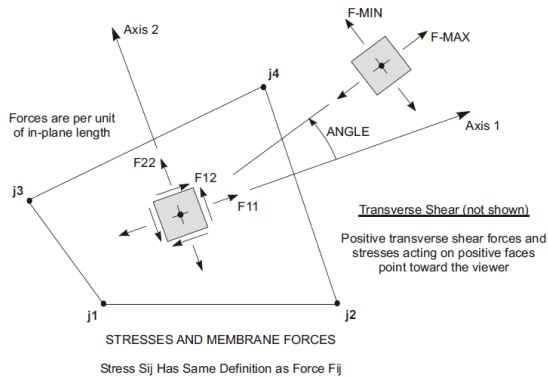 F-MIN
Axis 2
F-MAX
j4
Forces are per unit
of in-plane length
Axis 1
ANGLE
F22
F12
j3
F11
Transverse Shear (not shown)
Positive transverse shear forces and
stresses acting on positive faces
point toward the viewer
j1
j2
STRESSES AND MEMBRANE FORCES
Stress Sij Has Same Definition as Force Fij